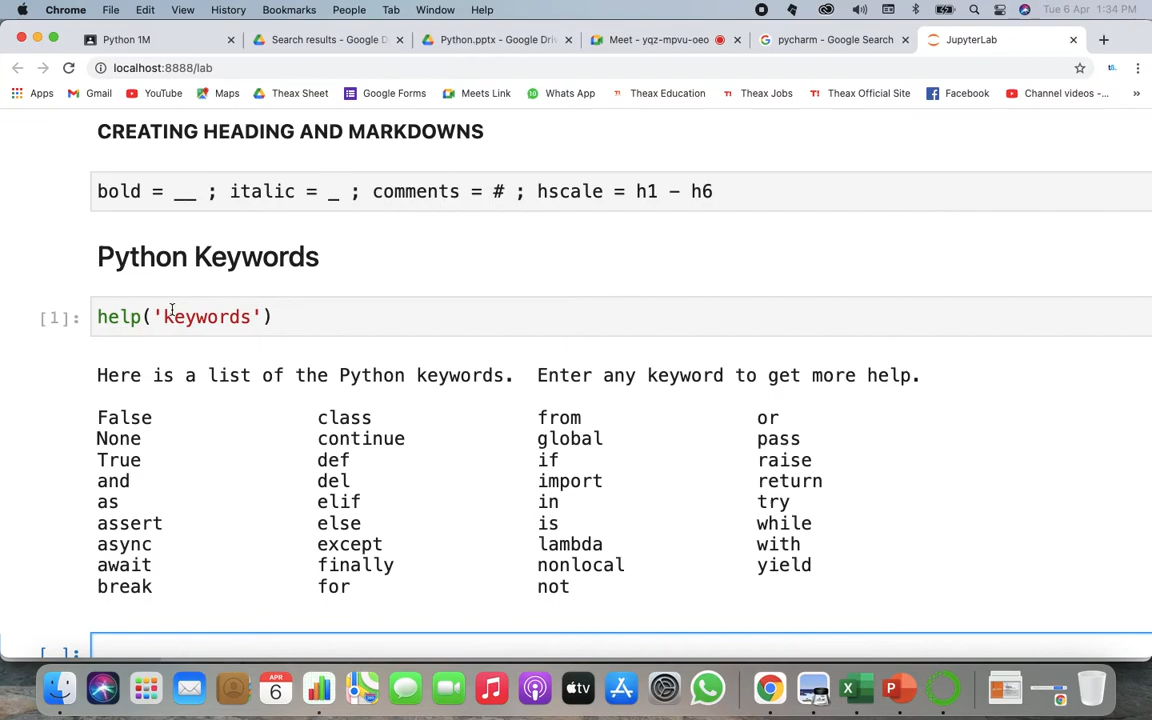 Chrome File Edit View History Bookmarks People Tab Window Help Tue 6 Apr 1:34 PM
Python 1M Search results - Google D Python.pptx - Google Driv Meet - yqz-mpvu-oeo pycharm - Google Search JupyterLab
localhost:8888/lab
Apps Gmail YouTube Maps Theax Sheet Google Forms Meets Link Whats App Theax Education Theax Jobs Theax Official Site Facebook Channel videos -... »
CREATING HEADING AND MARKDOWNS
bold = __ ; italic = _ ; comments = # ; hscale = h1 - h6
Python Keywords
[1]: help('keywords')
Here is a list of the Python keywords.  Enter any keyword to get more help.
False class from or
None continue global pass
True def if raise
and del import return
as elif in try
assert else is while
async except lambda with
await finally nonlocal yield
break for not
[ ]:
APR
6
tv